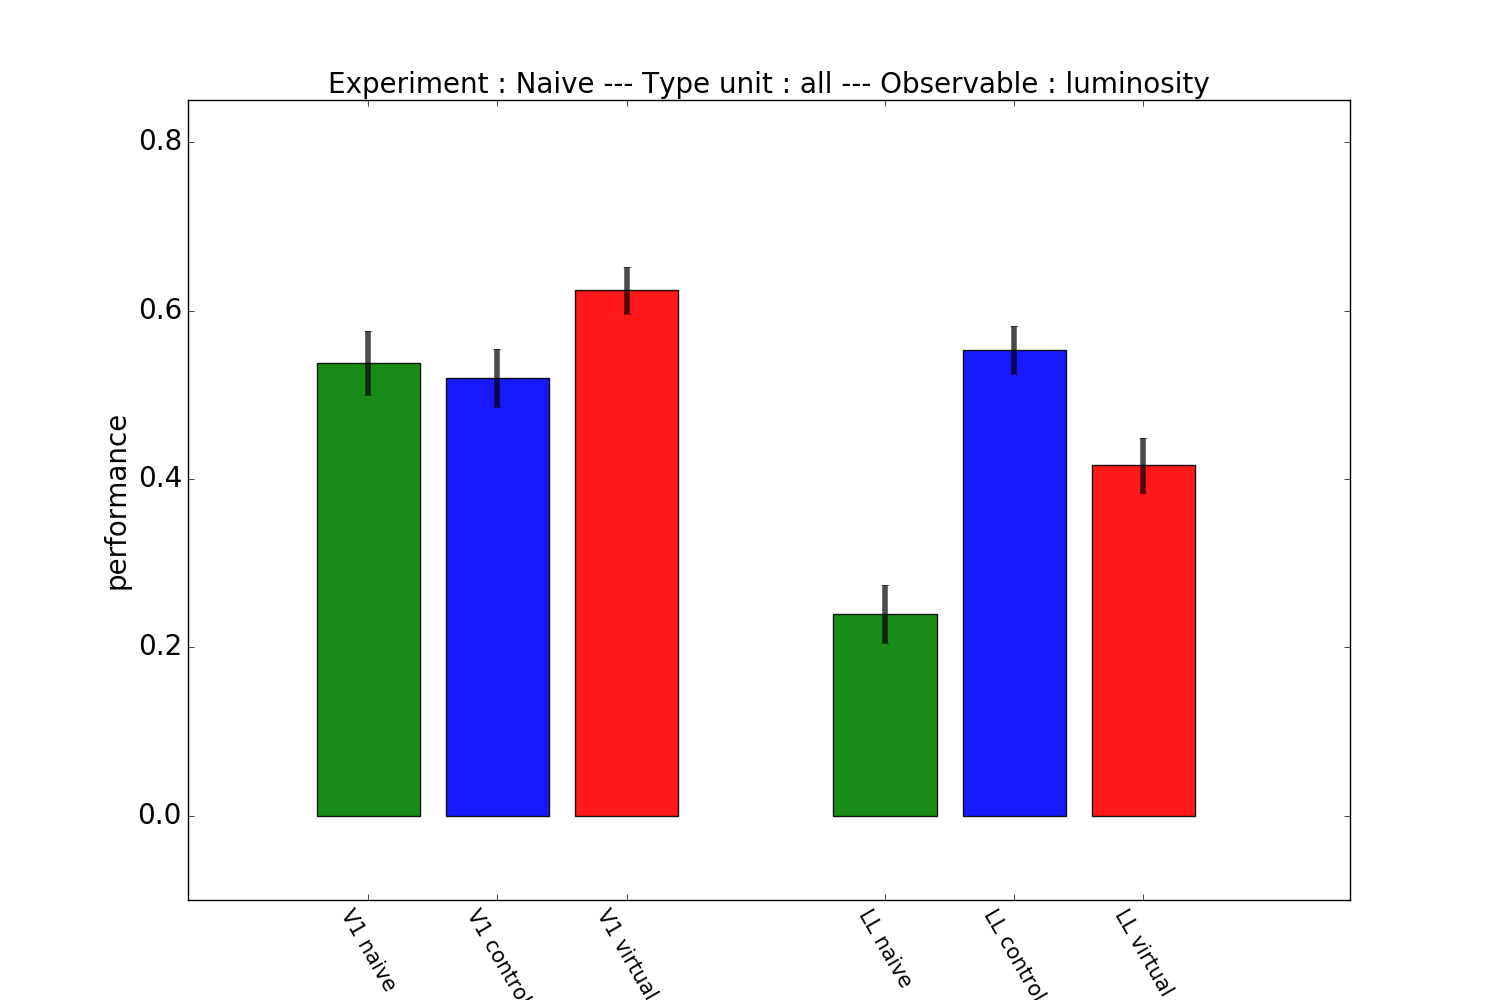 Experiment : Naive --- Type unit : all --- Observable : luminosity
0.8
0.6
0.4
0.2
0.0
performance
V1 naive
V1 control
V1 virtual
LL naive
LL control
LL virtual